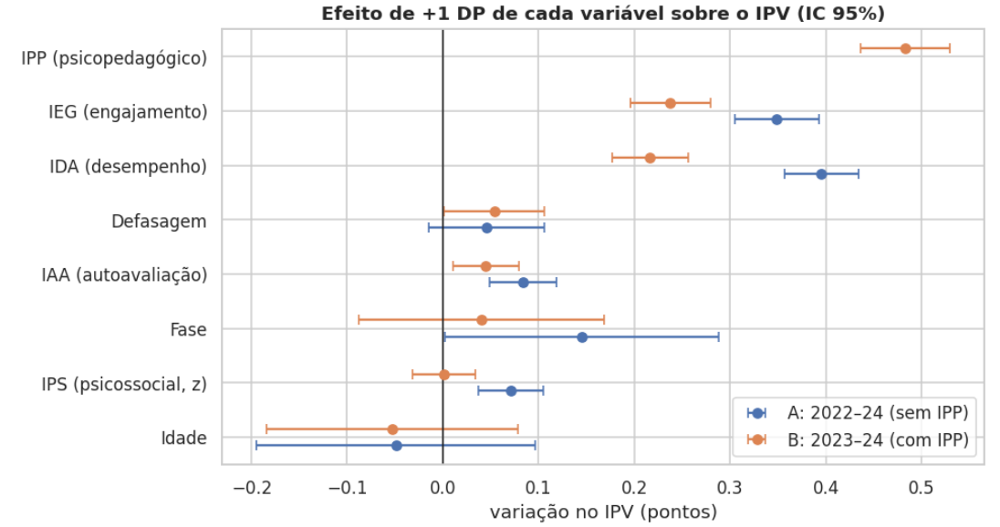 Efeito de +1 DP de cada variável sobre o IPV (IC 95%)
IPP (psicopedagógico)
IEG (engajamento)
IDA (desempenho)
Defasagem
IAA (autoavaliação)
Fase
IPS (psicossocial, z)
Idade
A: 2022–24 (sem IPP)
B: 2023–24 (com IPP)
−0.2 −0.1 0.0 0.1 0.2 0.3 0.4 0.5
variação no IPV (pontos)